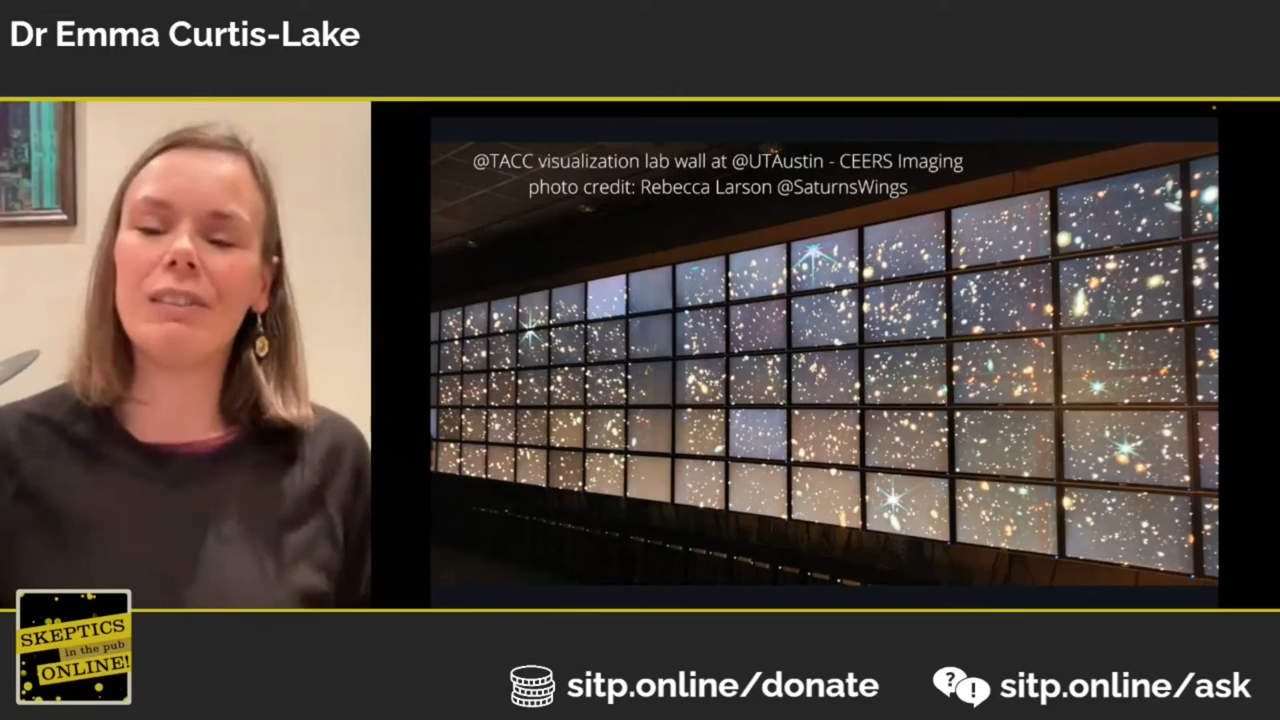 Dr Emma Curtis-Lake
@TACC visualization lab wall at @UTAustin - CEERS Imaging
photo credit: Rebecca Larson @SaturnsWings
SKEPTICS
in the pub
ONLINE!
sitp.online/donate
? !
sitp.online/ask